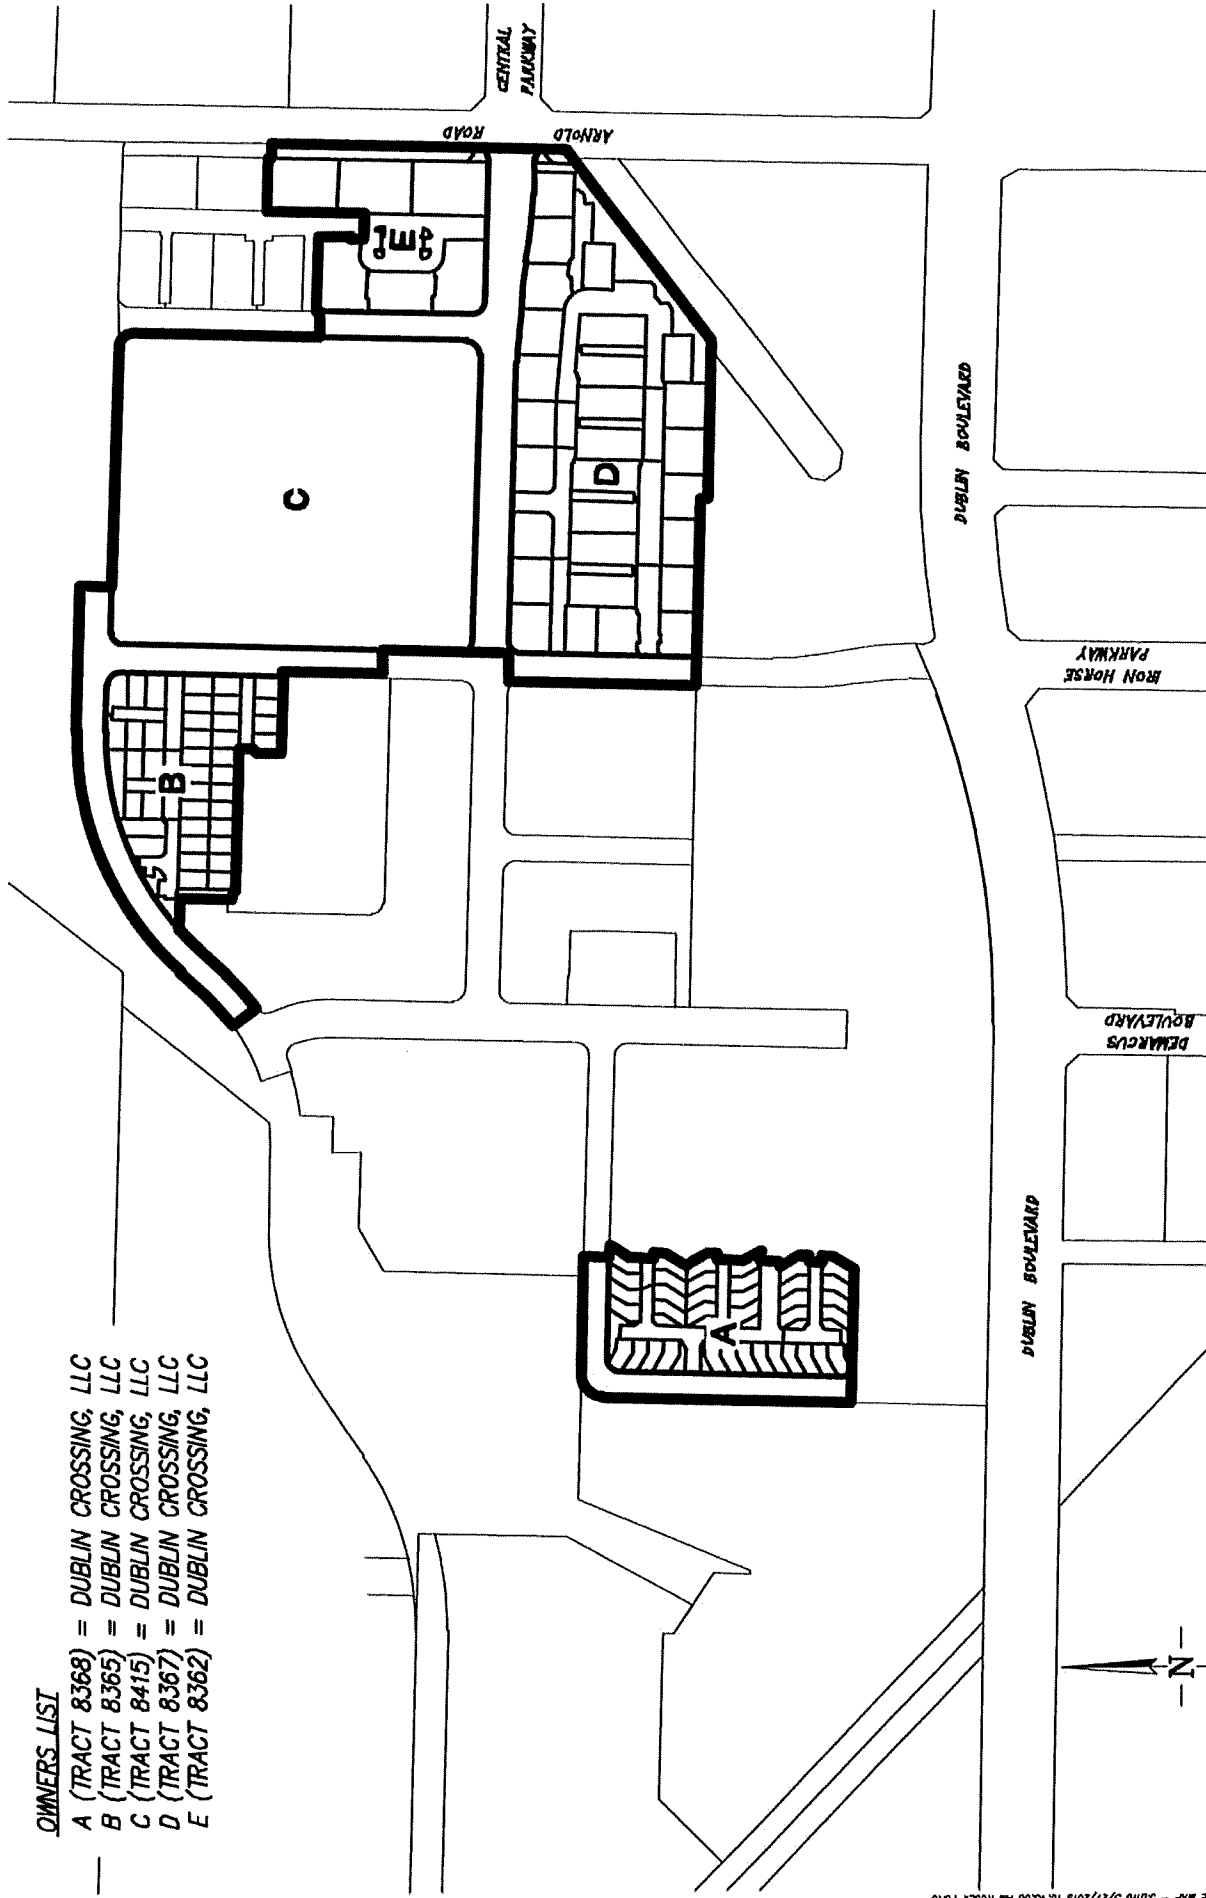 OWNERS LIST
A (TRACT 8368) = DUBLIN CROSSING, LLC
B (TRACT 8365) = DUBLIN CROSSING, LLC
C (TRACT 8415) = DUBLIN CROSSING, LLC
D (TRACT 8367) = DUBLIN CROSSING, LLC
E (TRACT 8362) = DUBLIN CROSSING, LLC
B
C
E
D
A
CENTRAL
PARKWAY
ARNOLD
ROAD
DUBLIN BOULEVARD
IRON HORSE
PARKWAY
DEMARCUS
BOULEVARD
DUBLIN BOULEVARD
-N-